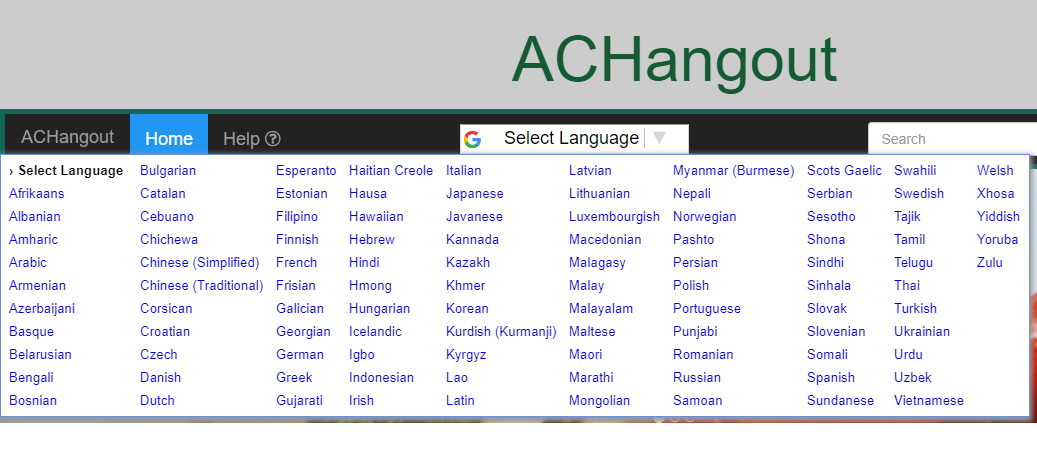 ACHangout
ACHangout Home Help Select Language ▼ Search
› Select Language Bulgarian Esperanto Haitian Creole Italian Latvian Myanmar (Burmese) Scots Gaelic Swahili Welsh
Afrikaans Catalan Estonian Hausa Japanese Lithuanian Nepali Serbian Swedish Xhosa
Albanian Cebuano Filipino Hawaiian Javanese Luxembourgish Norwegian Sesotho Tajik Yiddish
Amharic Chichewa Finnish Hebrew Kannada Macedonian Pashto Shona Tamil Yoruba
Arabic Chinese (Simplified) French Hindi Kazakh Malagasy Persian Sindhi Telugu Zulu
Armenian Chinese (Traditional) Frisian Hmong Khmer Malay Polish Sinhala Thai
Azerbaijani Corsican Galician Hungarian Korean Malayalam Portuguese Slovak Turkish
Basque Croatian Georgian Icelandic Kurdish (Kurmanji) Maltese Punjabi Slovenian Ukrainian
Belarusian Czech German Igbo Kyrgyz Maori Romanian Somali Urdu
Bengali Danish Greek Indonesian Lao Marathi Russian Spanish Uzbek
Bosnian Dutch Gujarati Irish Latin Mongolian Samoan Sundanese Vietnamese